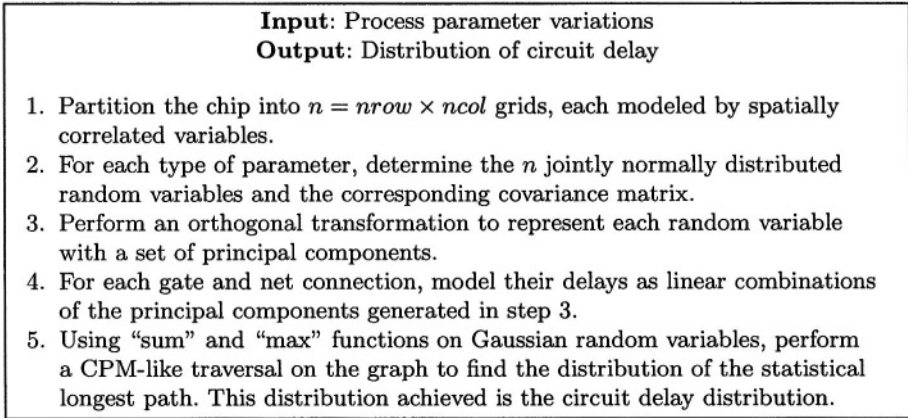 Input: Process parameter variations
Output: Distribution of circuit delay
1. Partition the chip into n = nrow × ncol grids, each modeled by spatially
correlated variables.
2. For each type of parameter, determine the n jointly normally distributed
random variables and the corresponding covariance matrix.
3. Perform an orthogonal transformation to represent each random variable
with a set of principal components.
4. For each gate and net connection, model their delays as linear combinations
of the principal components generated in step 3.
5. Using “sum” and “max” functions on Gaussian random variables, perform
a CPM-like traversal on the graph to find the distribution of the statistical
longest path. This distribution achieved is the circuit delay distribution.